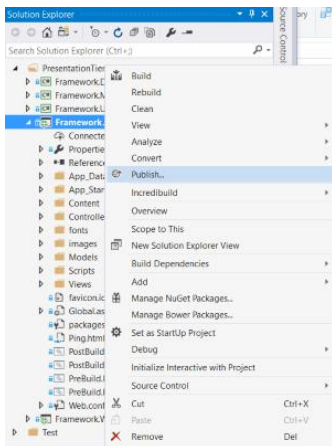 Solution Explorer
Search Solution Explorer (Ctrl+;)
PresentationTier
Framework.D
Framework.M
Framework.U
Framework.
Connecte
Propertie
Reference
App_Data
App_Star
Content
Controlle
fonts
images
Models
Scripts
Views
favicon.ic
Global.as
packages
Ping.html
PostBuild
PostBuild
PreBuild.
PreBuild.
Web.conf
Framework.W
Test
Build
Rebuild
Clean
View
Analyze
Convert
Publish...
Incredibuild
Overview
Scope to This
New Solution Explorer View
Build Dependencies
Add
Manage NuGet Packages...
Manage Bower Packages...
Set as StartUp Project
Debug
Initialize Interactive with Project
Source Control
Cut Ctrl+X
Paste Ctrl+V
Remove Del
Source Control
ory